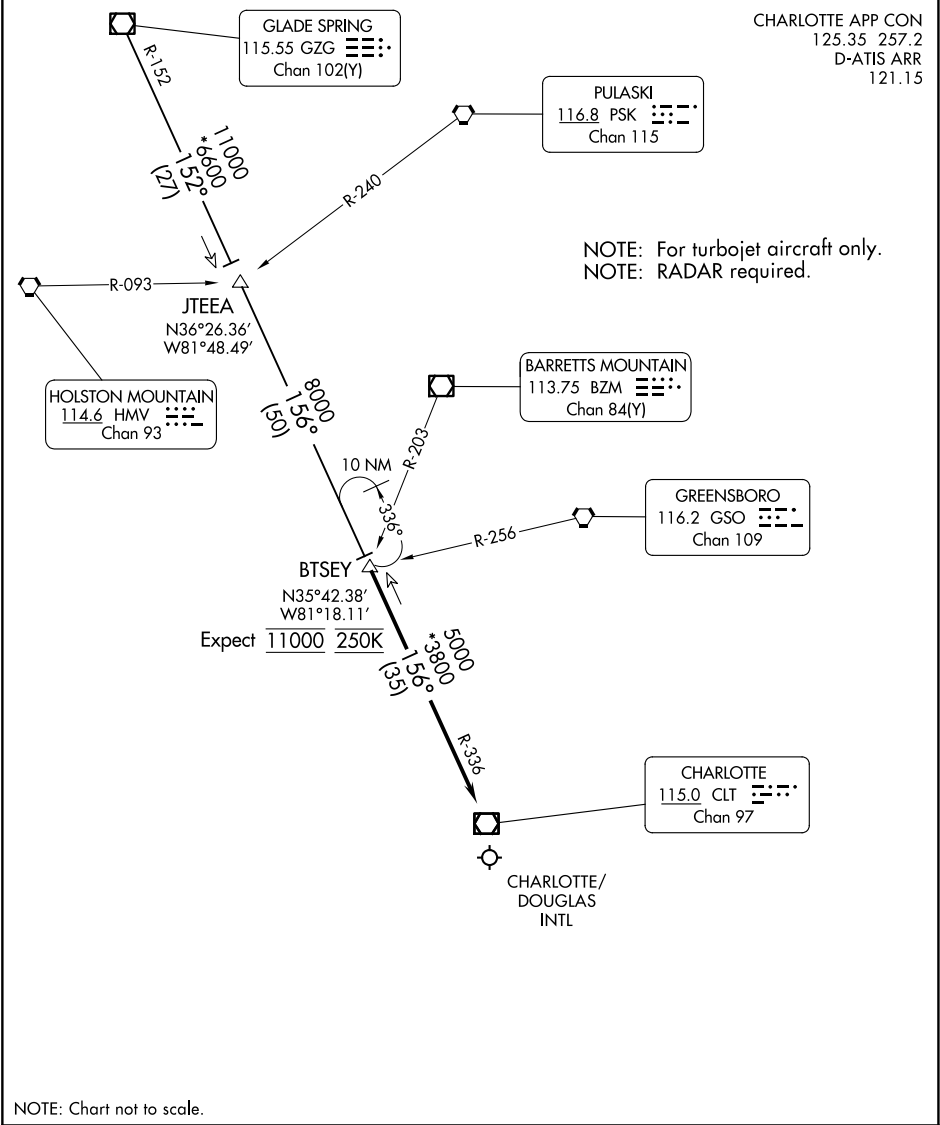 GLADE SPRING
115.55 GZG
Chan 102(Y)
CHARLOTTE APP CON
125.35 257.2
D-ATIS ARR
121.15
R-152
PULASKI
116.8 PSK
Chan 115
11000
*6600
152°
(27)
R-240
NOTE: For turbojet aircraft only.
NOTE: RADAR required.
R-093
JTEEA
N36°26.36'
W81°48.49'
HOLSTON MOUNTAIN
114.6 HMV
Chan 93
8000
156°
(50)
BARRETTS MOUNTAIN
113.75 BZM
Chan 84(Y)
R-203
10 NM
336°
GREENSBORO
116.2 GSO
Chan 109
R-256
BTSEY
N35°42.38'
W81°18.11'
Expect 11000 250K
5000
*3800
156°
(35)
R-336
CHARLOTTE
115.0 CLT
Chan 97
CHARLOTTE/
DOUGLAS
INTL
NOTE: Chart not to scale.